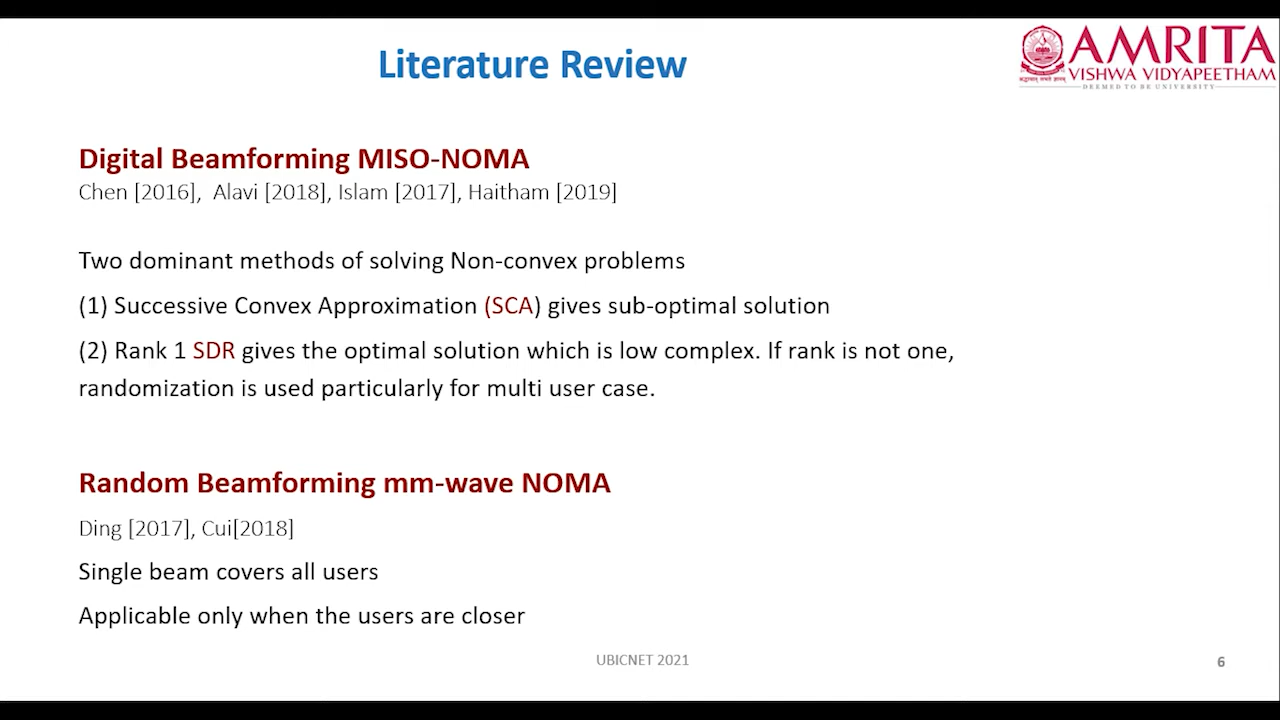 Literature Review
AMRITA
VISHWA VIDYAPEETHAM
DEEMED TO BE UNIVERSITY
Digital Beamforming MISO-NOMA
Chen [2016], Alavi [2018], Islam [2017], Haitham [2019]
Two dominant methods of solving Non-convex problems
(1) Successive Convex Approximation (SCA) gives sub-optimal solution
(2) Rank 1 SDR gives the optimal solution which is low complex. If rank is not one,
randomization is used particularly for multi user case.
Random Beamforming mm-wave NOMA
Ding [2017], Cui[2018]
Single beam covers all users
Applicable only when the users are closer
UBICNET 2021
6